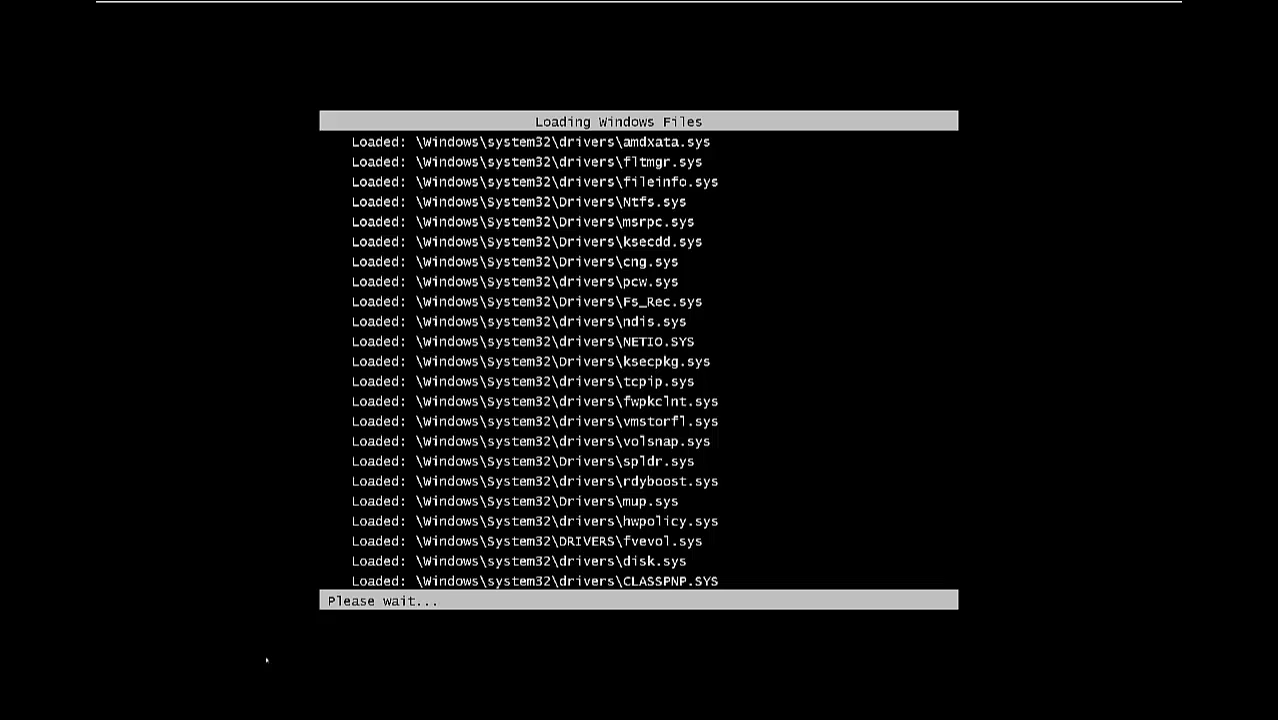 Loading Windows Files
Loaded: \Windows\system32\drivers\amdxata.sys
Loaded: \Windows\system32\drivers\fltmgr.sys
Loaded: \Windows\system32\drivers\fileinfo.sys
Loaded: \Windows\System32\Drivers\Ntfs.sys
Loaded: \Windows\System32\Drivers\msrpc.sys
Loaded: \Windows\System32\Drivers\ksecdd.sys
Loaded: \Windows\System32\Drivers\cng.sys
Loaded: \Windows\System32\drivers\pcw.sys
Loaded: \Windows\System32\Drivers\Fs_Rec.sys
Loaded: \Windows\system32\drivers\ndis.sys
Loaded: \Windows\system32\drivers\NETIO.SYS
Loaded: \Windows\System32\Drivers\ksecpkg.sys
Loaded: \Windows\System32\drivers\tcpip.sys
Loaded: \Windows\System32\drivers\fwpkclnt.sys
Loaded: \Windows\system32\drivers\vmstorfl.sys
Loaded: \Windows\system32\drivers\volsnap.sys
Loaded: \Windows\System32\Drivers\spldr.sys
Loaded: \Windows\System32\drivers\rdyboost.sys
Loaded: \Windows\System32\Drivers\mup.sys
Loaded: \Windows\System32\drivers\hwpolicy.sys
Loaded: \Windows\System32\DRIVERS\fvevol.sys
Loaded: \Windows\system32\drivers\disk.sys
Loaded: \Windows\system32\drivers\CLASSPNP.SYS
Please wait...